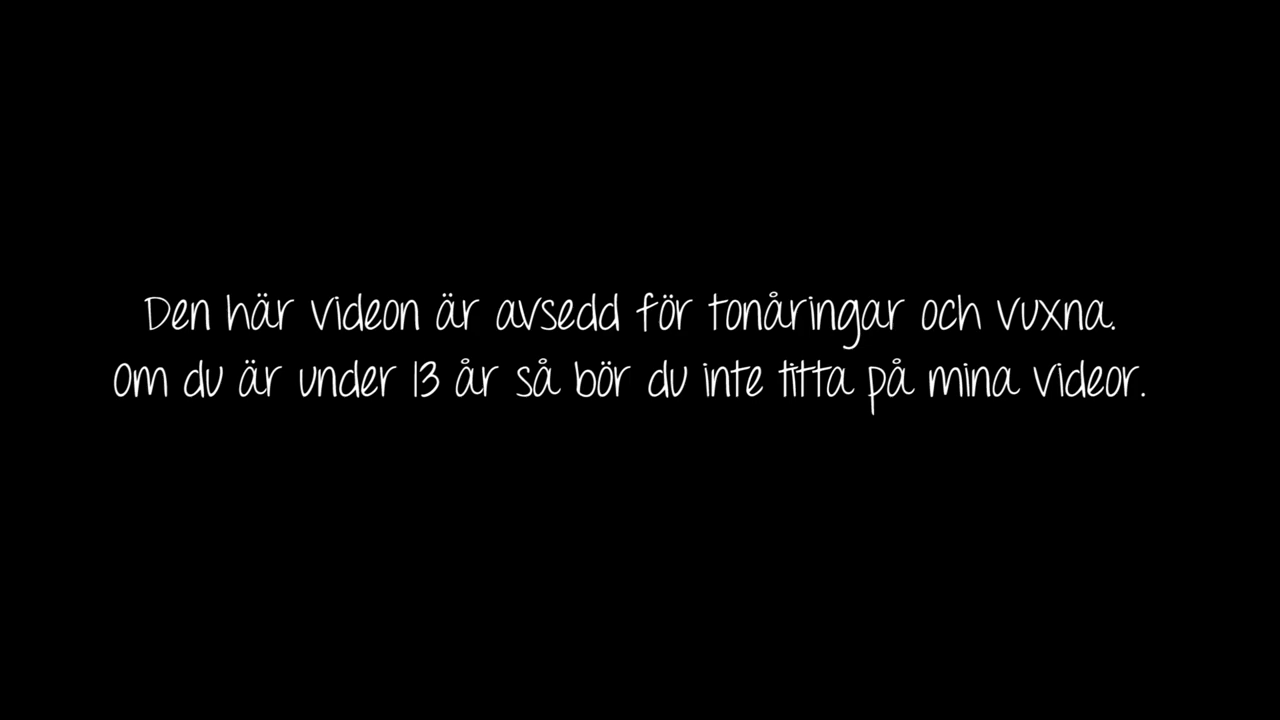 Den här videon är avsedd för tonåringar och vuxna.
Om du är under 13 år så bör du inte titta på mina videor.